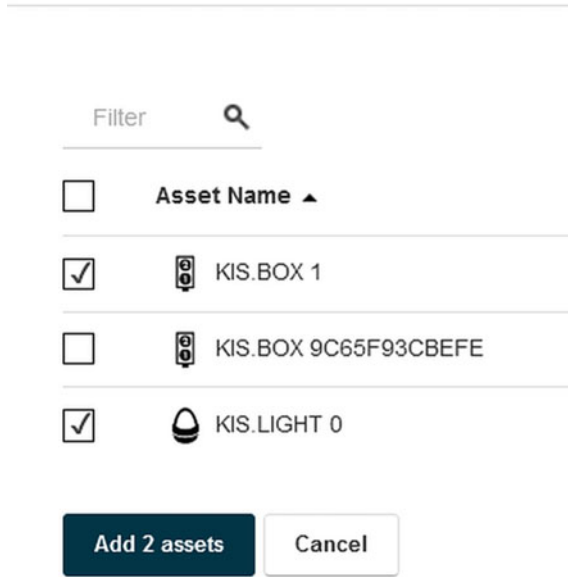 Filter
Asset Name
KIS.BOX 1
KIS.BOX 9C65F93CBEFE
KIS.LIGHT 0
Add 2 assets Cancel